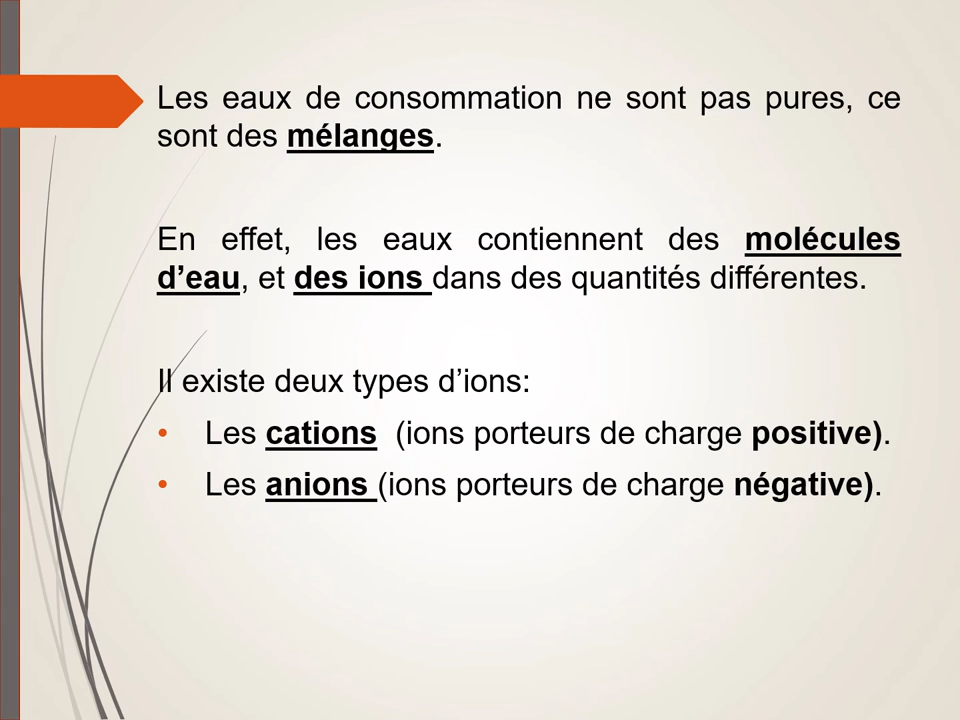 Les eaux de consommation ne sont pas pures, ce
sont des mélanges.
En effet, les eaux contiennent des molécules
d’eau, et des ions dans des quantités différentes.
Il existe deux types d’ions:
• Les cations (ions porteurs de charge positive).
• Les anions (ions porteurs de charge négative).